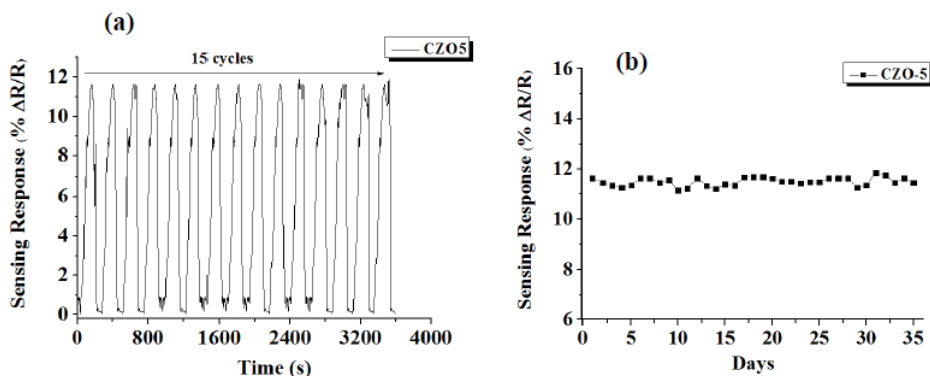 (a)
CZO5
15 cycles
Sensing Response (% ΔR/R)
12
10
8
6
4
2
0
0 800 1600 2400 3200 4000
Time (s)
(b)
CZO-5
Sensing Response (% ΔR/R)
16
14
12
10
8
6
0 5 10 15 20 25 30 35
Days